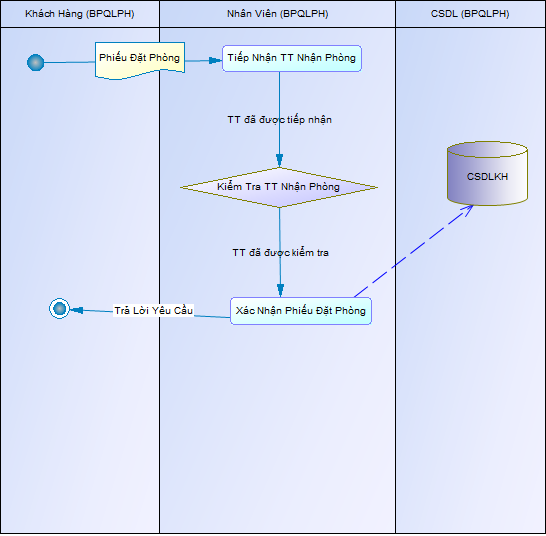 Khách Hàng (BPQLPH)
Nhân Viên (BPQLPH)
CSDL (BPQLPH)
Phiếu Đặt Phòng
Tiếp Nhận TT Nhận Phòng
TT đã được tiếp nhận
Kiểm Tra TT Nhận Phòng
CSDLKH
TT đã được kiểm tra
Trả Lời Yêu Cầu
Xác Nhận Phiếu Đặt Phòng